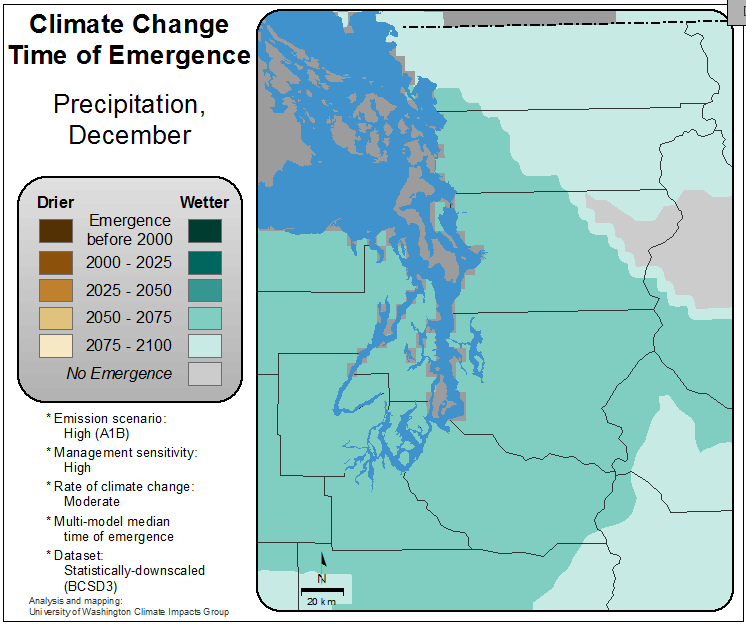 Climate Change
Time of Emergence
Precipitation,
December
Drier
Wetter
Emergence
before 2000
2000 - 2025
2025 - 2050
2050 - 2075
2075 - 2100
No Emergence
* Emission scenario:
High (A1B)
* Management sensitivity:
High
* Rate of climate change:
Moderate
* Multi-model median
time of emergence
* Dataset:
Statistically-downscaled
(BCSD3)
Analysis and mapping:
University of Washington Climate Impacts Group
N
20 km